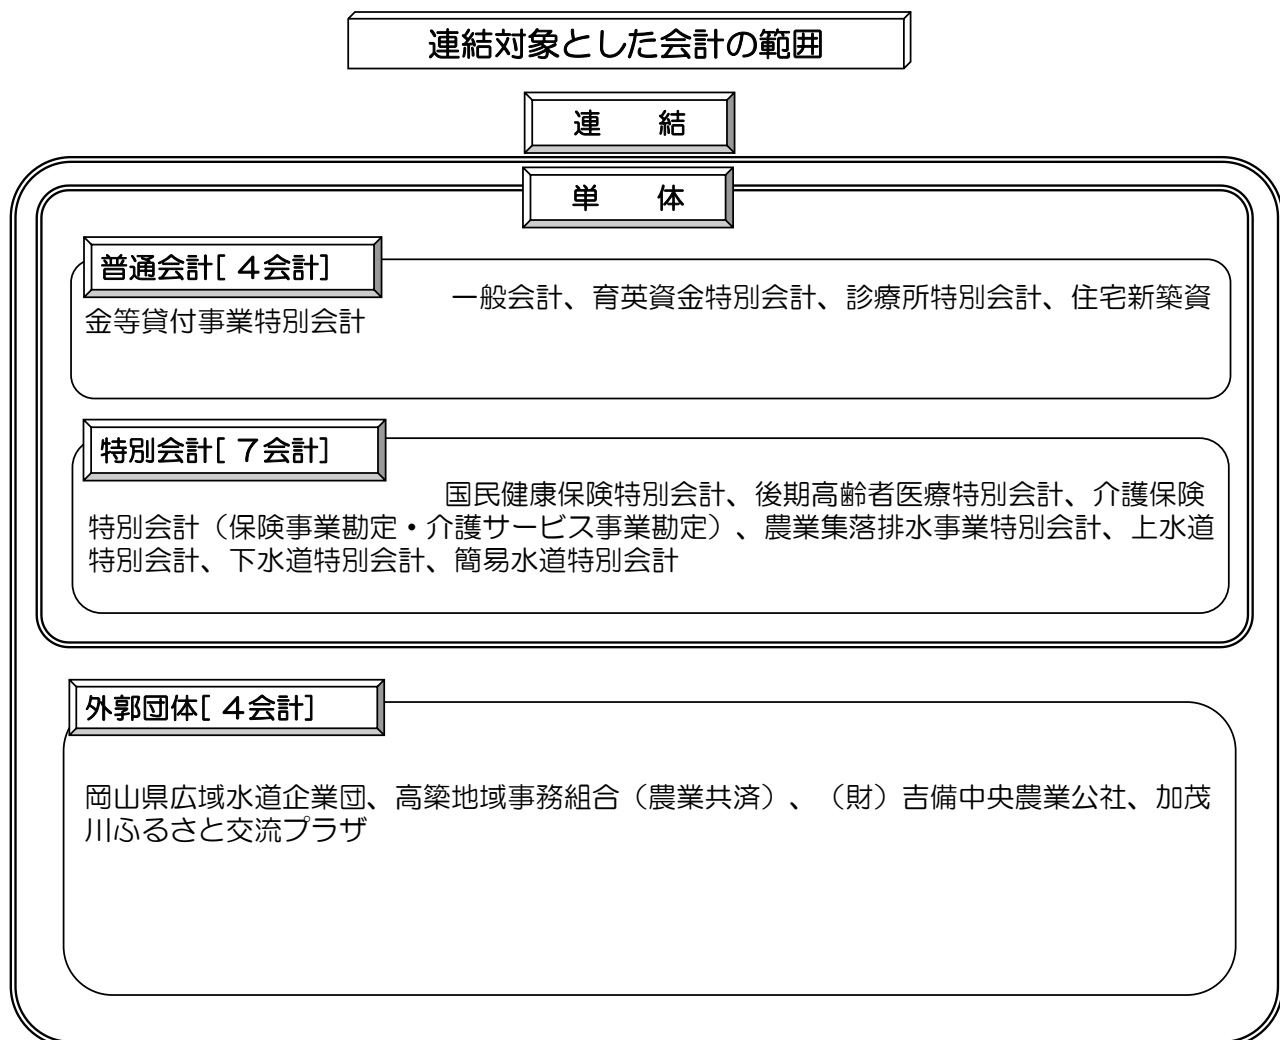 連結対象とした会計の範囲
連　　結
単　　体
普通会計[ 4会計]
一般会計、育英資金特別会計、診療所特別会計、住宅新築資
金等貸付事業特別会計
特別会計[ 7会計]
国民健康保険特別会計、後期高齢者医療特別会計、介護保険
特別会計（保険事業勘定・介護サービス事業勘定）、農業集落排水事業特別会計、上水道
特別会計、下水道特別会計、簡易水道特別会計
外郭団体[ 4会計]
岡山県広域水道企業団、高梁地域事務組合（農業共済）、（財）吉備中央農業公社、加茂
川ふるさと交流プラザ